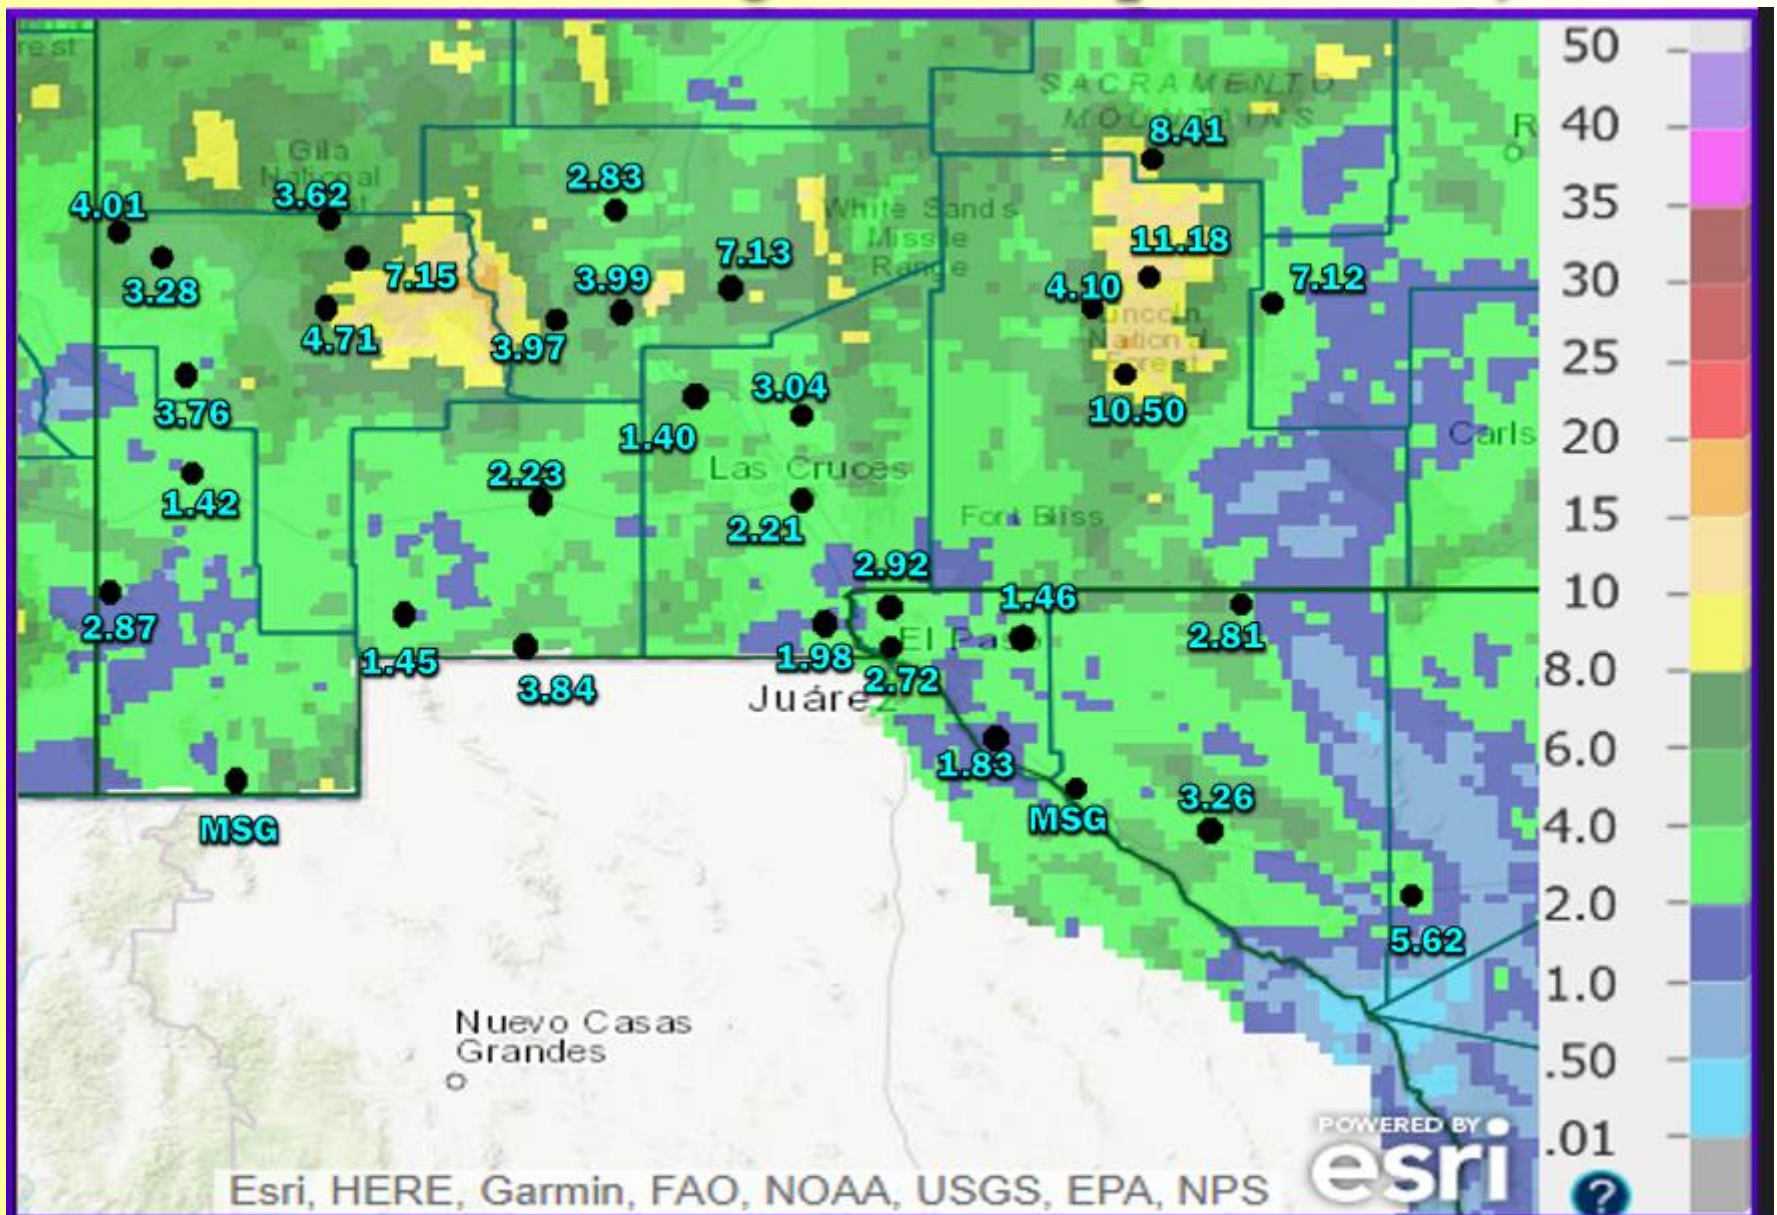 rest
SACRAMENTO
MOUNTAINS
8.41
R
Gila
National
3.62
2.83
4.01
White Sands
Missile
Range
11.18
7.13
7.12
3.28
7.15
3.99
4.10
Lincoln
National
Forest
4.71
3.97
3.76
3.04
1.40
10.50
Carls
Las Cruces
2.23
1.42
2.21
Fort Bliss
2.92
1.46
2.87
El Paso
2.81
1.45
1.98
2.72
3.84
Juárez
1.83
3.26
MSG
MSG
5.62
Nuevo Casas
Grandes
POWERED BY
esri
Esri, HERE, Garmin, FAO, NOAA, USGS, EPA, NPS
50
40
35
30
25
20
15
10
8.0
6.0
4.0
2.0
1.0
.50
.01
?